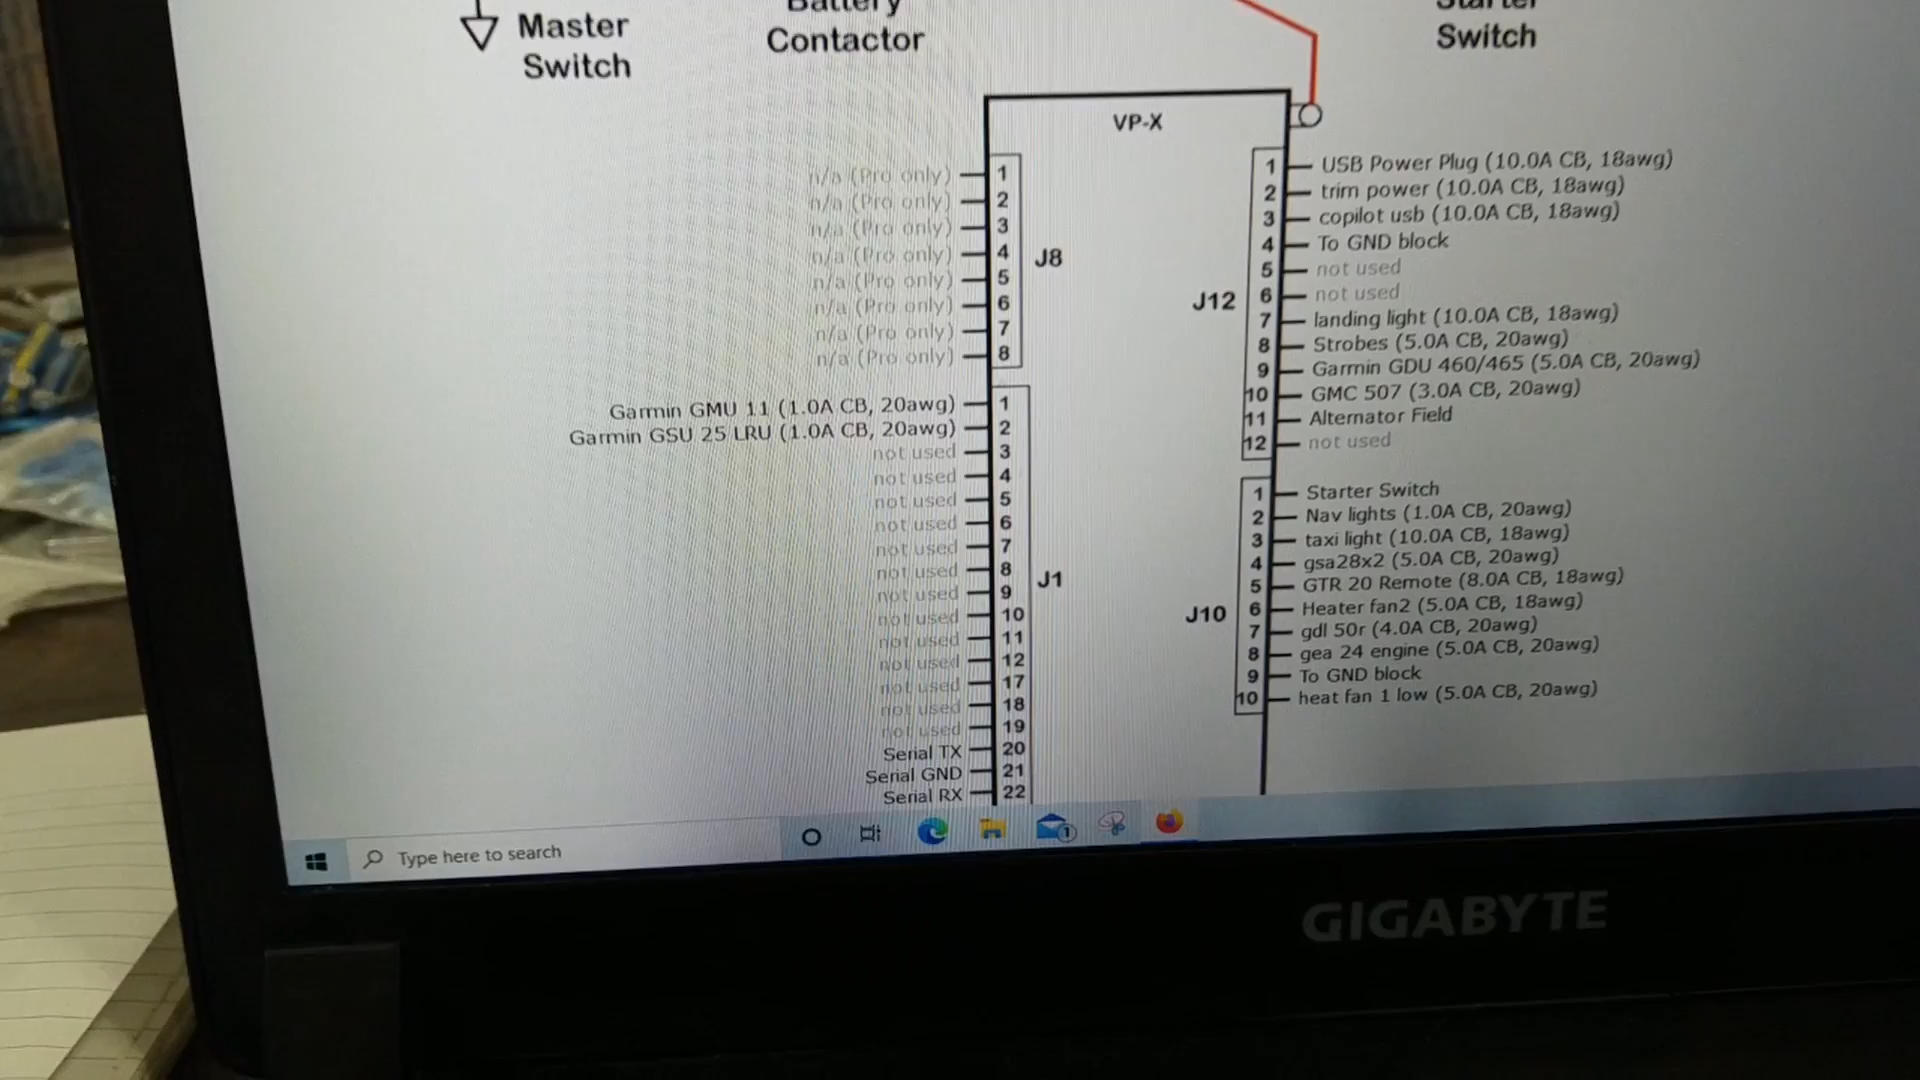 Master
Switch
Battery
Contactor
Starter
Switch
VP-X
n/a (Pro only) 1
n/a (Pro only) 2
n/a (Pro only) 3
n/a (Pro only) 4
n/a (Pro only) 5
n/a (Pro only) 6
n/a (Pro only) 7
n/a (Pro only) 8
J8
Garmin GMU 11 (1.0A CB, 20awg) 1
Garmin GSU 25 LRU (1.0A CB, 20awg) 2
not used 3
not used 4
not used 5
not used 6
not used 7
not used 8
not used 9
not used 10
not used 11
not used 12
not used 17
not used 18
not used 19
Serial TX 20
Serial GND 21
Serial RX 22
J1
1 USB Power Plug (10.0A CB, 18awg)
2 trim power (10.0A CB, 18awg)
3 copilot usb (10.0A CB, 18awg)
4 To GND block
5 not used
6 not used
7 landing light (10.0A CB, 18awg)
8 Strobes (5.0A CB, 20awg)
9 Garmin GDU 460/465 (5.0A CB, 20awg)
10 GMC 507 (3.0A CB, 20awg)
11 Alternator Field
12 not used
J12
1 Starter Switch
2 Nav lights (1.0A CB, 20awg)
3 taxi light (10.0A CB, 18awg)
4 gsa28x2 (5.0A CB, 20awg)
5 GTR 20 Remote (8.0A CB, 18awg)
6 Heater fan2 (5.0A CB, 18awg)
7 gdl 50r (4.0A CB, 20awg)
8 gea 24 engine (5.0A CB, 20awg)
9 To GND block
10 heat fan 1 low (5.0A CB, 20awg)
J10
Type here to search
1
GIGABYTE